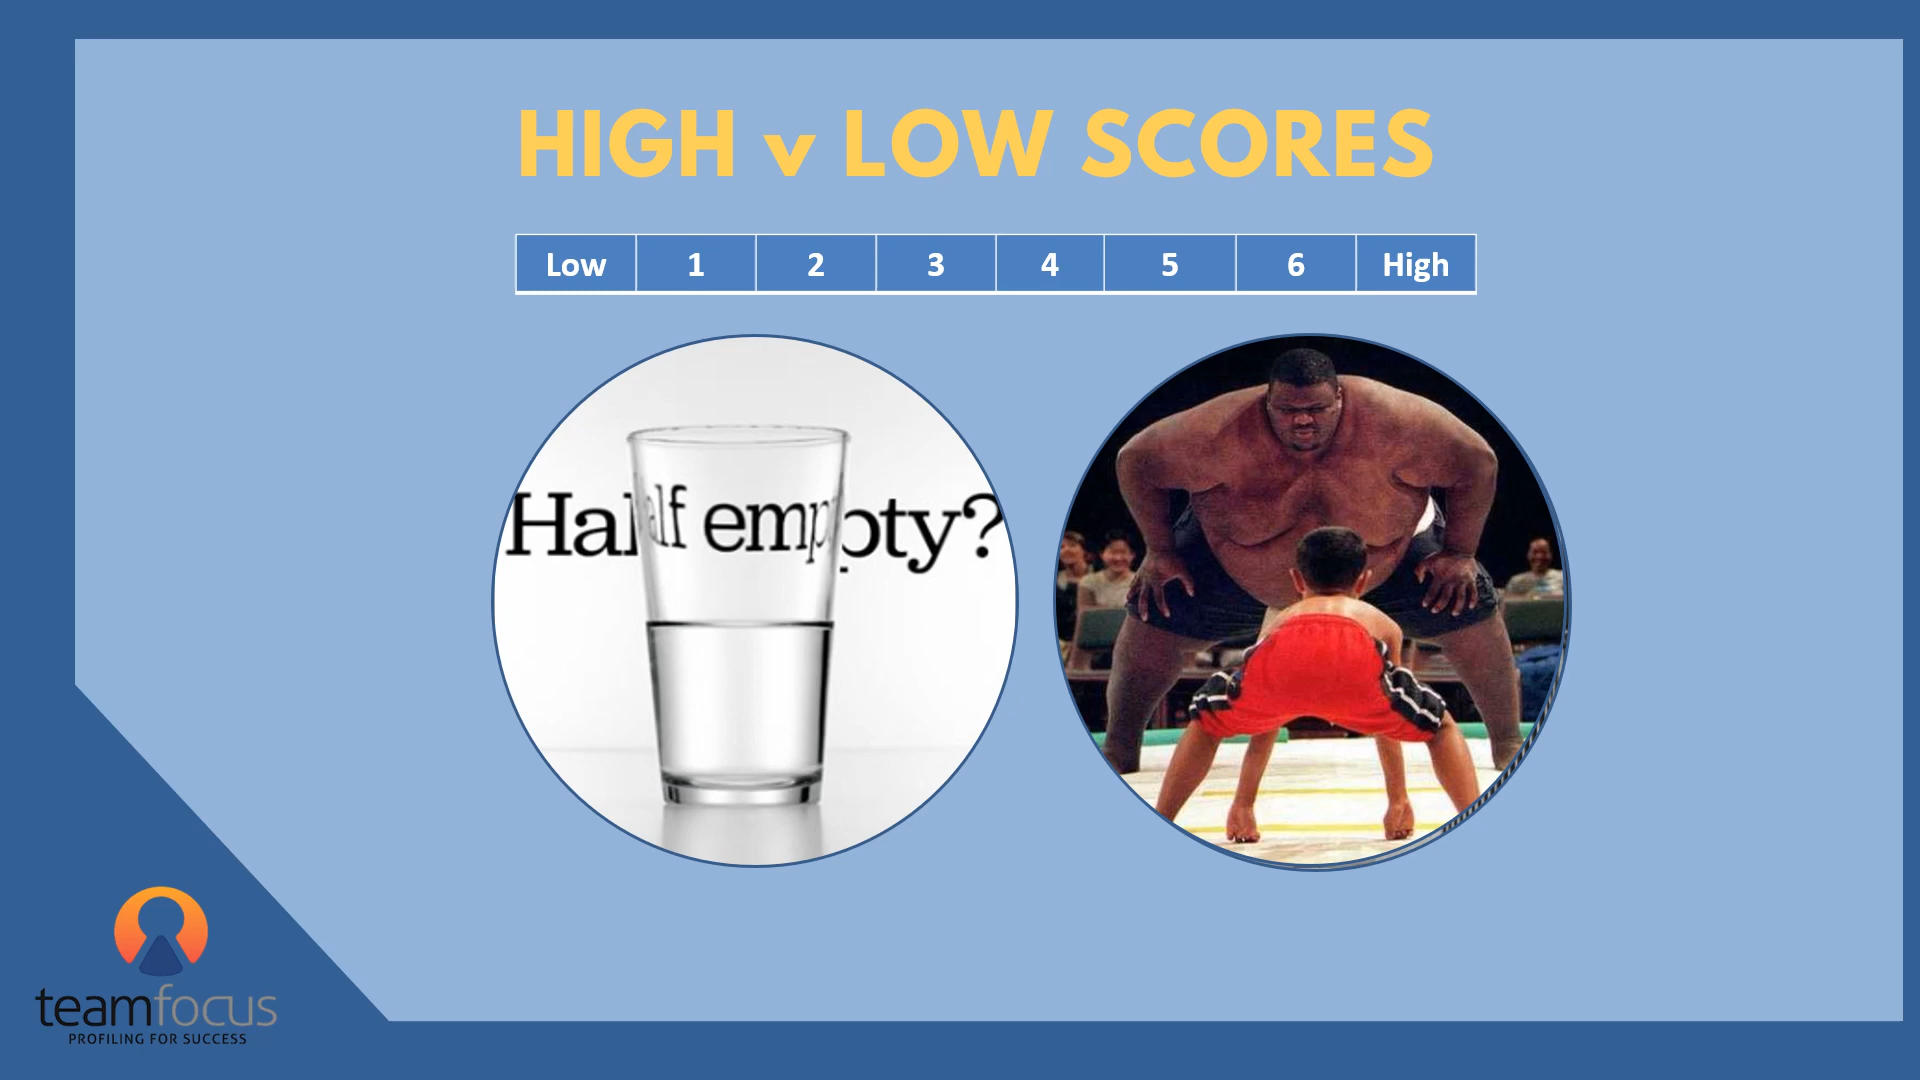 HIGH v LOW SCORES
Low 1 2 3 4 5 6 High
Half empty?
teamfocus
PROFILING FOR SUCCESS